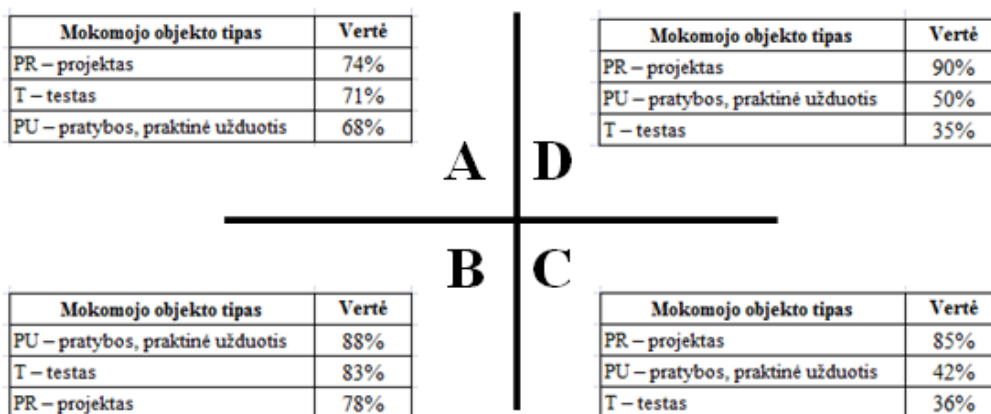 Mokomojo objekto tipas Vertė
PR – projektas 74%
T – testas 71%
PU – pratybos, praktinė užduotis 68%
Mokomojo objekto tipas Vertė
PR – projektas 90%
PU – pratybos, praktinė užduotis 50%
T – testas 35%
A D
B C
Mokomojo objekto tipas Vertė
PU – pratybos, praktinė užduotis 88%
T – testas 83%
PR – projektas 78%
Mokomojo objekto tipas Vertė
PR – projektas 85%
PU – pratybos, praktinė užduotis 42%
T – testas 36%